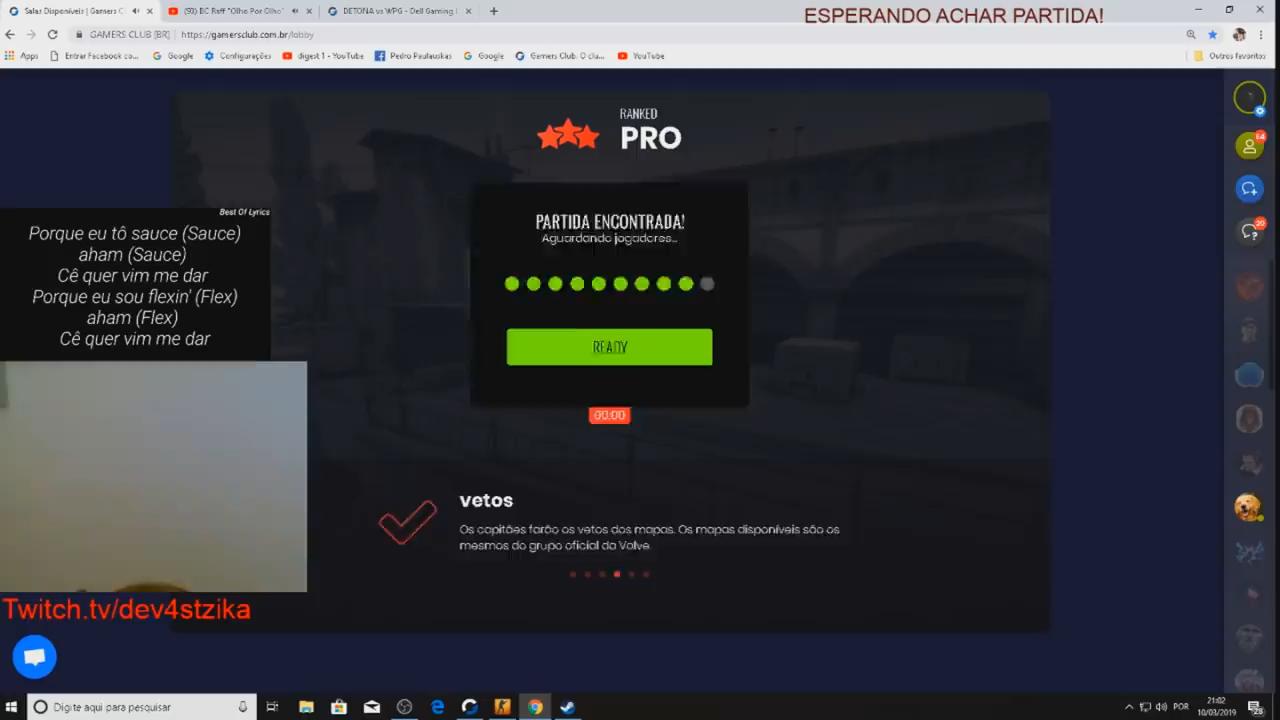 Salas Disponíveis | Gamers C
(93) BC Raff "Olho Por Olho"
DETONA vs WPG - Dell Gaming
ESPERANDO ACHAR PARTIDA!
GAMERS CLUB [BR] | https://gamersclub.com.br/lobby
Apps
Entrar Facebook co...
Google
Configurações
digest 1 - YouTube
Pedro Paulauskas
Google
Gamers Club. O clu...
YouTube
Outros favoritos
RANKED
PRO
64
20
PARTIDA ENCONTRADA!
Aguardando jogadores...
READY
00:00
Best Of Lyrics
Porque eu tô sauce (Sauce)
aham (Sauce)
Cê quer vim me dar
Porque eu sou flexin' (Flex)
aham (Flex)
Cê quer vim me dar
vetos
Os capitães farão os vetos dos mapas. Os mapas disponíveis são os
mesmos do grupo oficial da Volve.
Twitch.tv/dev4stzika
Digite aqui para pesquisar
POR
21:02
10/03/2019
28